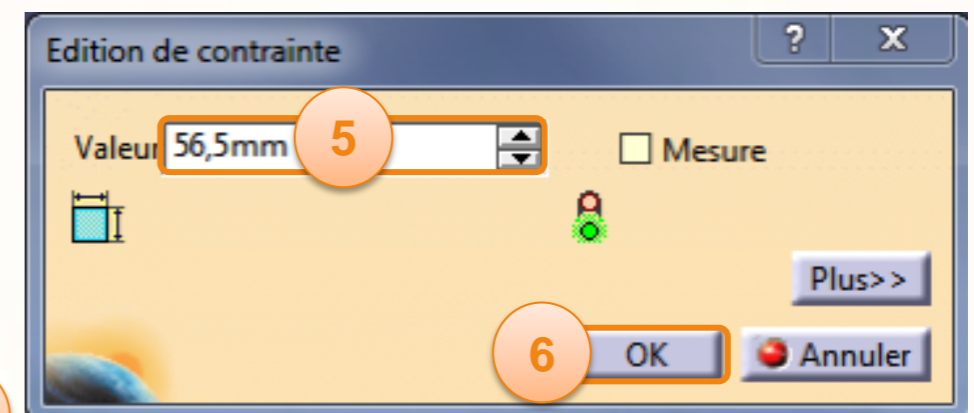 Edition de contrainte
? X
Valeur 56,5mm 5
Mesure
Plus>>
6 OK Annuler